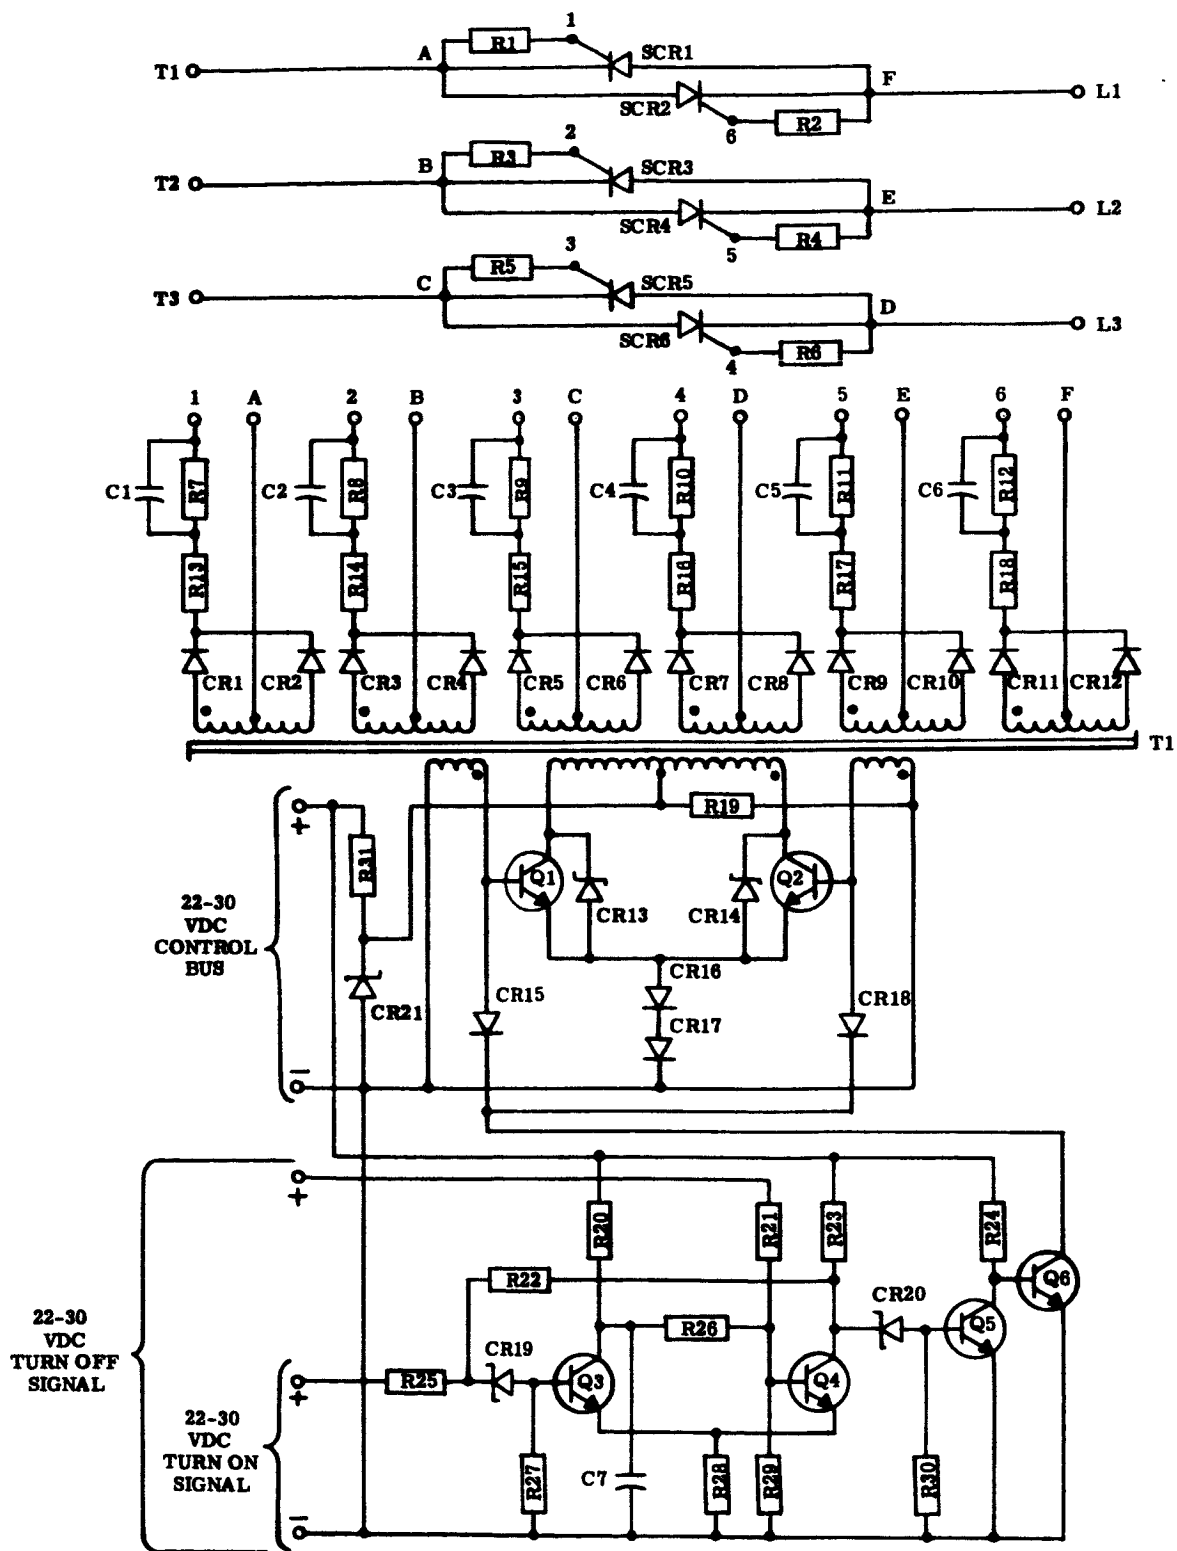 1
R1
A
SCR1
T1
F
SCR2
L1
R2
6
2
R3
B
SCR3
T2
E
SCR4
L2
R4
5
3
R5
C
SCR5
T3
D
SCR6
L3
R6
4
1 A 2 B 3 C 4 D 5 E 6 F
C1 R7 C2 R8 C3 R9 C4 R10 C5 R11 C6 R12
R13 R14 R15 R16 R17 R18
CR1 CR2 CR3 CR4 CR5 CR6 CR7 CR8 CR9 CR10 CR11 CR12
T1
+
R19
R31
Q1
Q2
22-30
VDC
CONTROL
BUS
CR13
CR14
CR16
CR15
CR18
CR21
CR17
−
+
R20
R21
R23
R24
R22
Q6
CR20
Q5
22-30
VDC
TURN OFF
SIGNAL
R26
CR19
R25
Q3
Q4
+
22-30
VDC
TURN ON
SIGNAL
R27
C7
R28
R29
R30
−